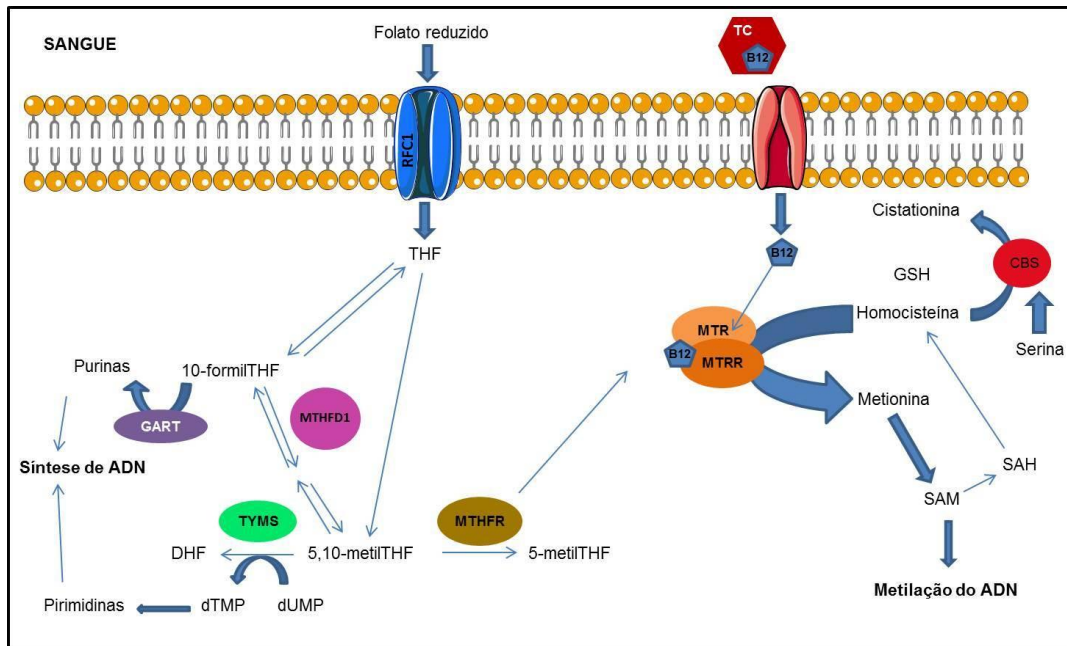 SANGUE
Folato reduzido
TC
B12
RFC1
THF
B12
Cistationina
CBS
GSH
Homocisteína
Serina
MTR
B12
MTRR
Metionina
Purinas
10-formilTHF
MTHFD1
GART
Síntese de ADN
SAH
SAM
TYMS
MTHFR
DHF
5,10-metilTHF
5-metilTHF
Pirimidinas
dTMP
dUMP
Metilação do ADN